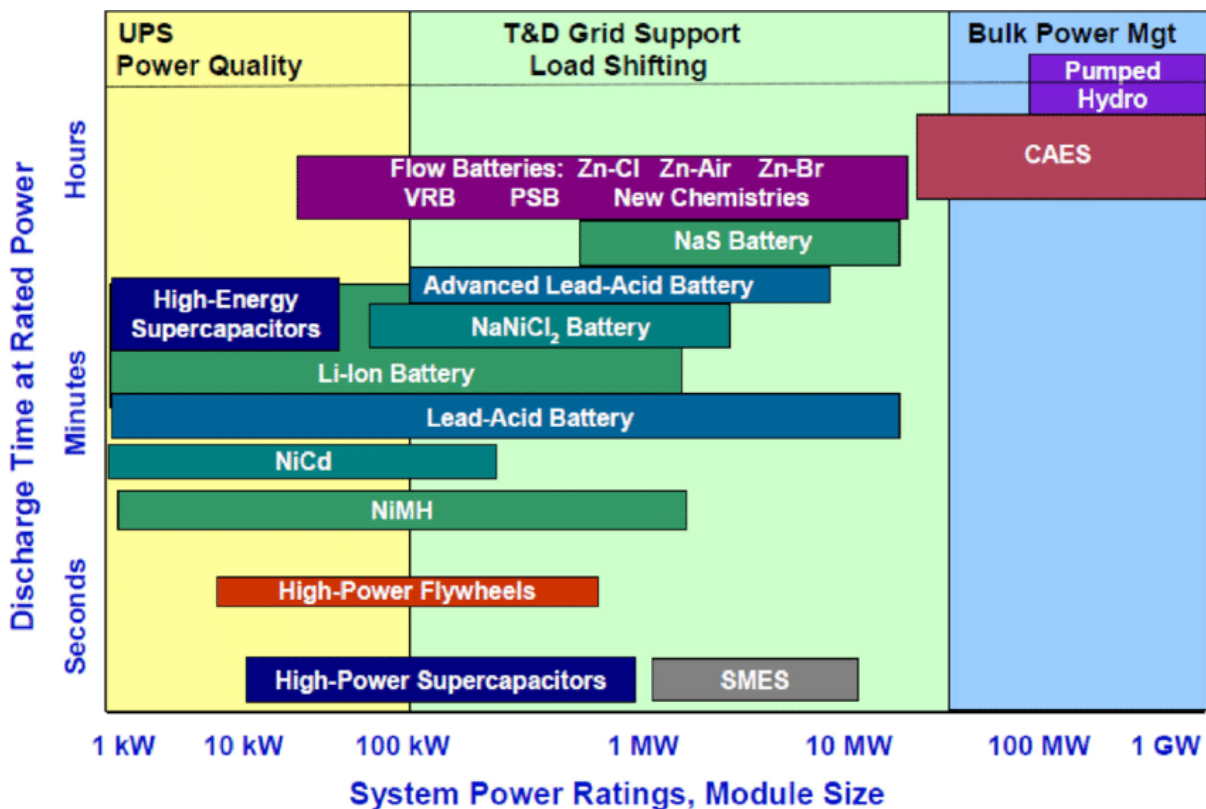 UPS
Power Quality
T&D Grid Support
Load Shifting
Bulk Power Mgt
Pumped
Hydro
CAES
Flow Batteries: Zn-Cl Zn-Air Zn-Br
VRB PSB New Chemistries
NaS Battery
Advanced Lead-Acid Battery
High-Energy
Supercapacitors
NaNiCl₂ Battery
Li-Ion Battery
Lead-Acid Battery
NiCd
NiMH
High-Power Flywheels
High-Power Supercapacitors
SMES
Discharge Time at Rated Power
Hours
Minutes
Seconds
1 kW 10 kW 100 kW 1 MW 10 MW 100 MW 1 GW
System Power Ratings, Module Size